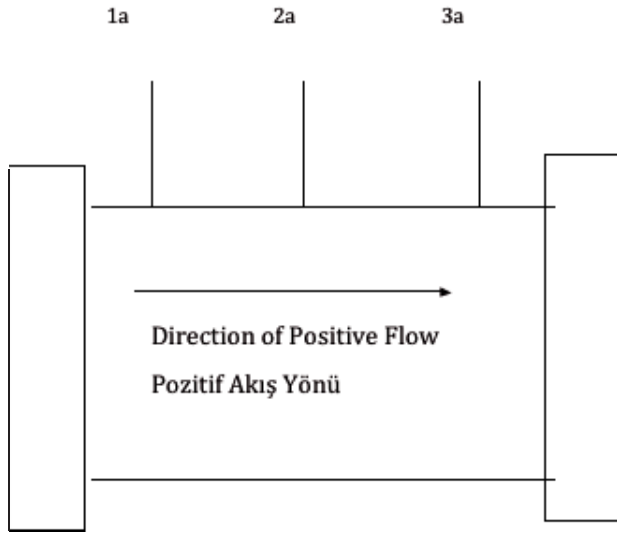 1a 2a 3a
Direction of Positive Flow
Pozitif Akış Yönü